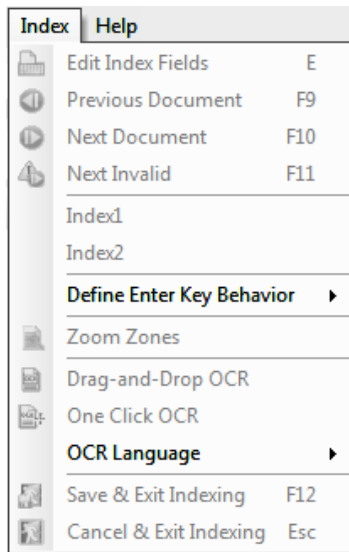 Index Help
Edit Index Fields E
Previous Document F9
Next Document F10
Next Invalid F11
Index1
Index2
Define Enter Key Behavior
Zoom Zones
Drag-and-Drop OCR
One Click OCR
OCR Language
Save & Exit Indexing F12
Cancel & Exit Indexing Esc